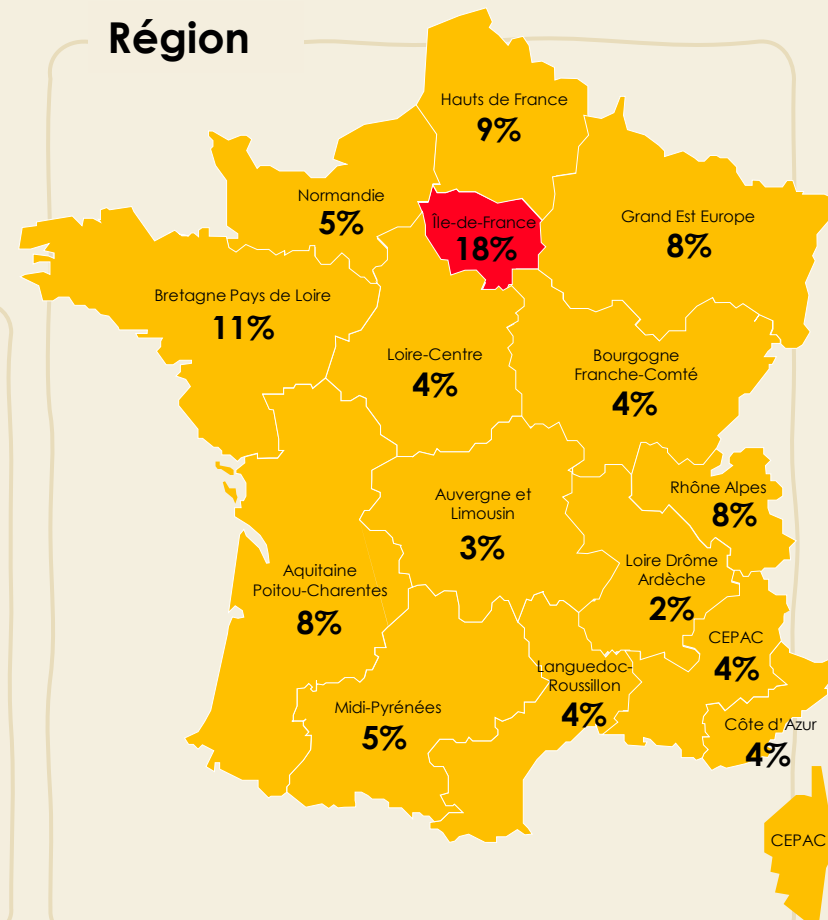 Région
Hauts de France
9%
Normandie
5%
Île-de-France
18%
Grand Est Europe
8%
Bretagne Pays de Loire
11%
Loire-Centre
4%
Bourgogne
Franche-Comté
4%
Rhône Alpes
8%
Auvergne et
Limousin
3%
Loire Drôme
Ardèche
2%
Aquitaine
Poitou-Charentes
8%
CEPAC
4%
Languedoc-
Roussillon
4%
Midi-Pyrénées
5%
Côte d'Azur
4%
CEPAC